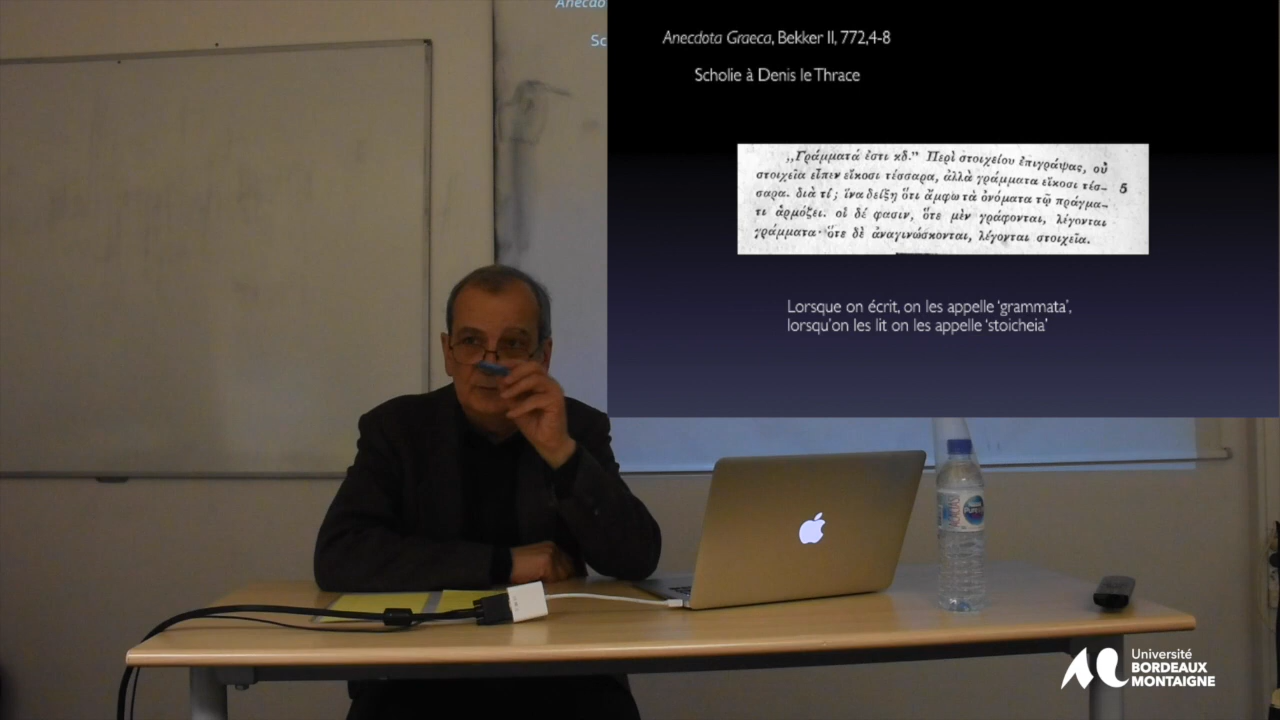 Anecdo
Sc
Anecdota Graeca, Bekker II, 772,4-8
Scholie à Denis le Thrace
„Γράμματά ἐστι κδ.” Περὶ στοιχείου ἐπιγράψας, οὐ
στοιχεῖα εἶπεν εἴκοσι τέσσαρα, ἀλλὰ γράμματα εἴκοσι τέσ-
σαρα. διὰ τί; ἵνα δείξῃ ὅτι ἄμφω τὰ ὀνόματα τῷ πράγμα-
τι ἁρμόζει. οἱ δέ φασιν, ὅτε μὲν γράφονται, λέγονται
γράμματα· ὅτε δὲ ἀναγινώσκονται, λέγονται στοιχεῖα.
5
Lorsque on écrit, on les appelle ‘grammata’,
lorsqu’on les lit on les appelle ‘stoicheia’
Université
BORDEAUX
MONTAIGNE